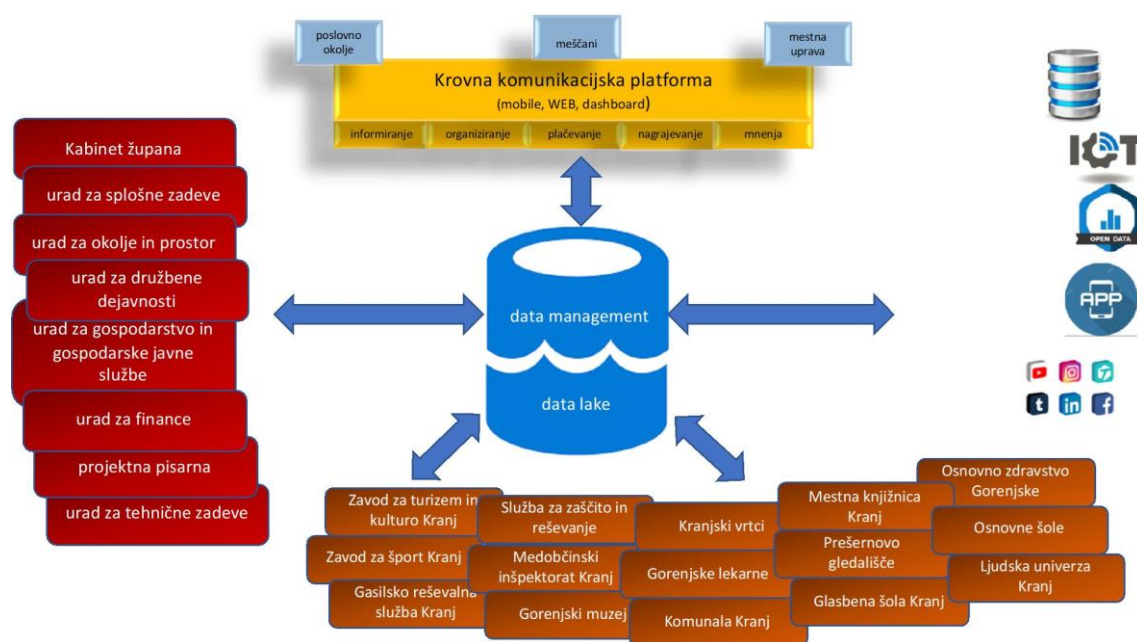 poslovno
okolje
meščani
mestna
uprava
Krovna komunikacijska platforma
(mobile, WEB, dashboard)
informiranje
organiziranje
plačevanje
nagrajevanje
mnenja
Kabinet župana
urad za splošne zadeve
urad za okolje in prostor
urad za družbene
dejavnosti
urad za gospodarstvo in
gospodarske javne
službe
urad za finance
projektna pisarna
urad za tehnične zadeve
data management
data lake
IOT
OPEN DATA
APP
t
in
f
Zavod za turizem in
kulturo Kranj
Zavod za šport Kranj
Gasilsko reševalna
služba Kranj
Služba za zaščito in
reševanje
Medobčinski
inšpektorat Kranj
Gorenjski muzej
Kranjski vrtci
Gorenjske lekarne
Komunala Kranj
Mestna knjižnica
Kranj
Prešernovo
gledališče
Glasbena šola Kranj
Osnovno zdravstvo
Gorenjske
Osnovne šole
Ljudska univerza
Kranj